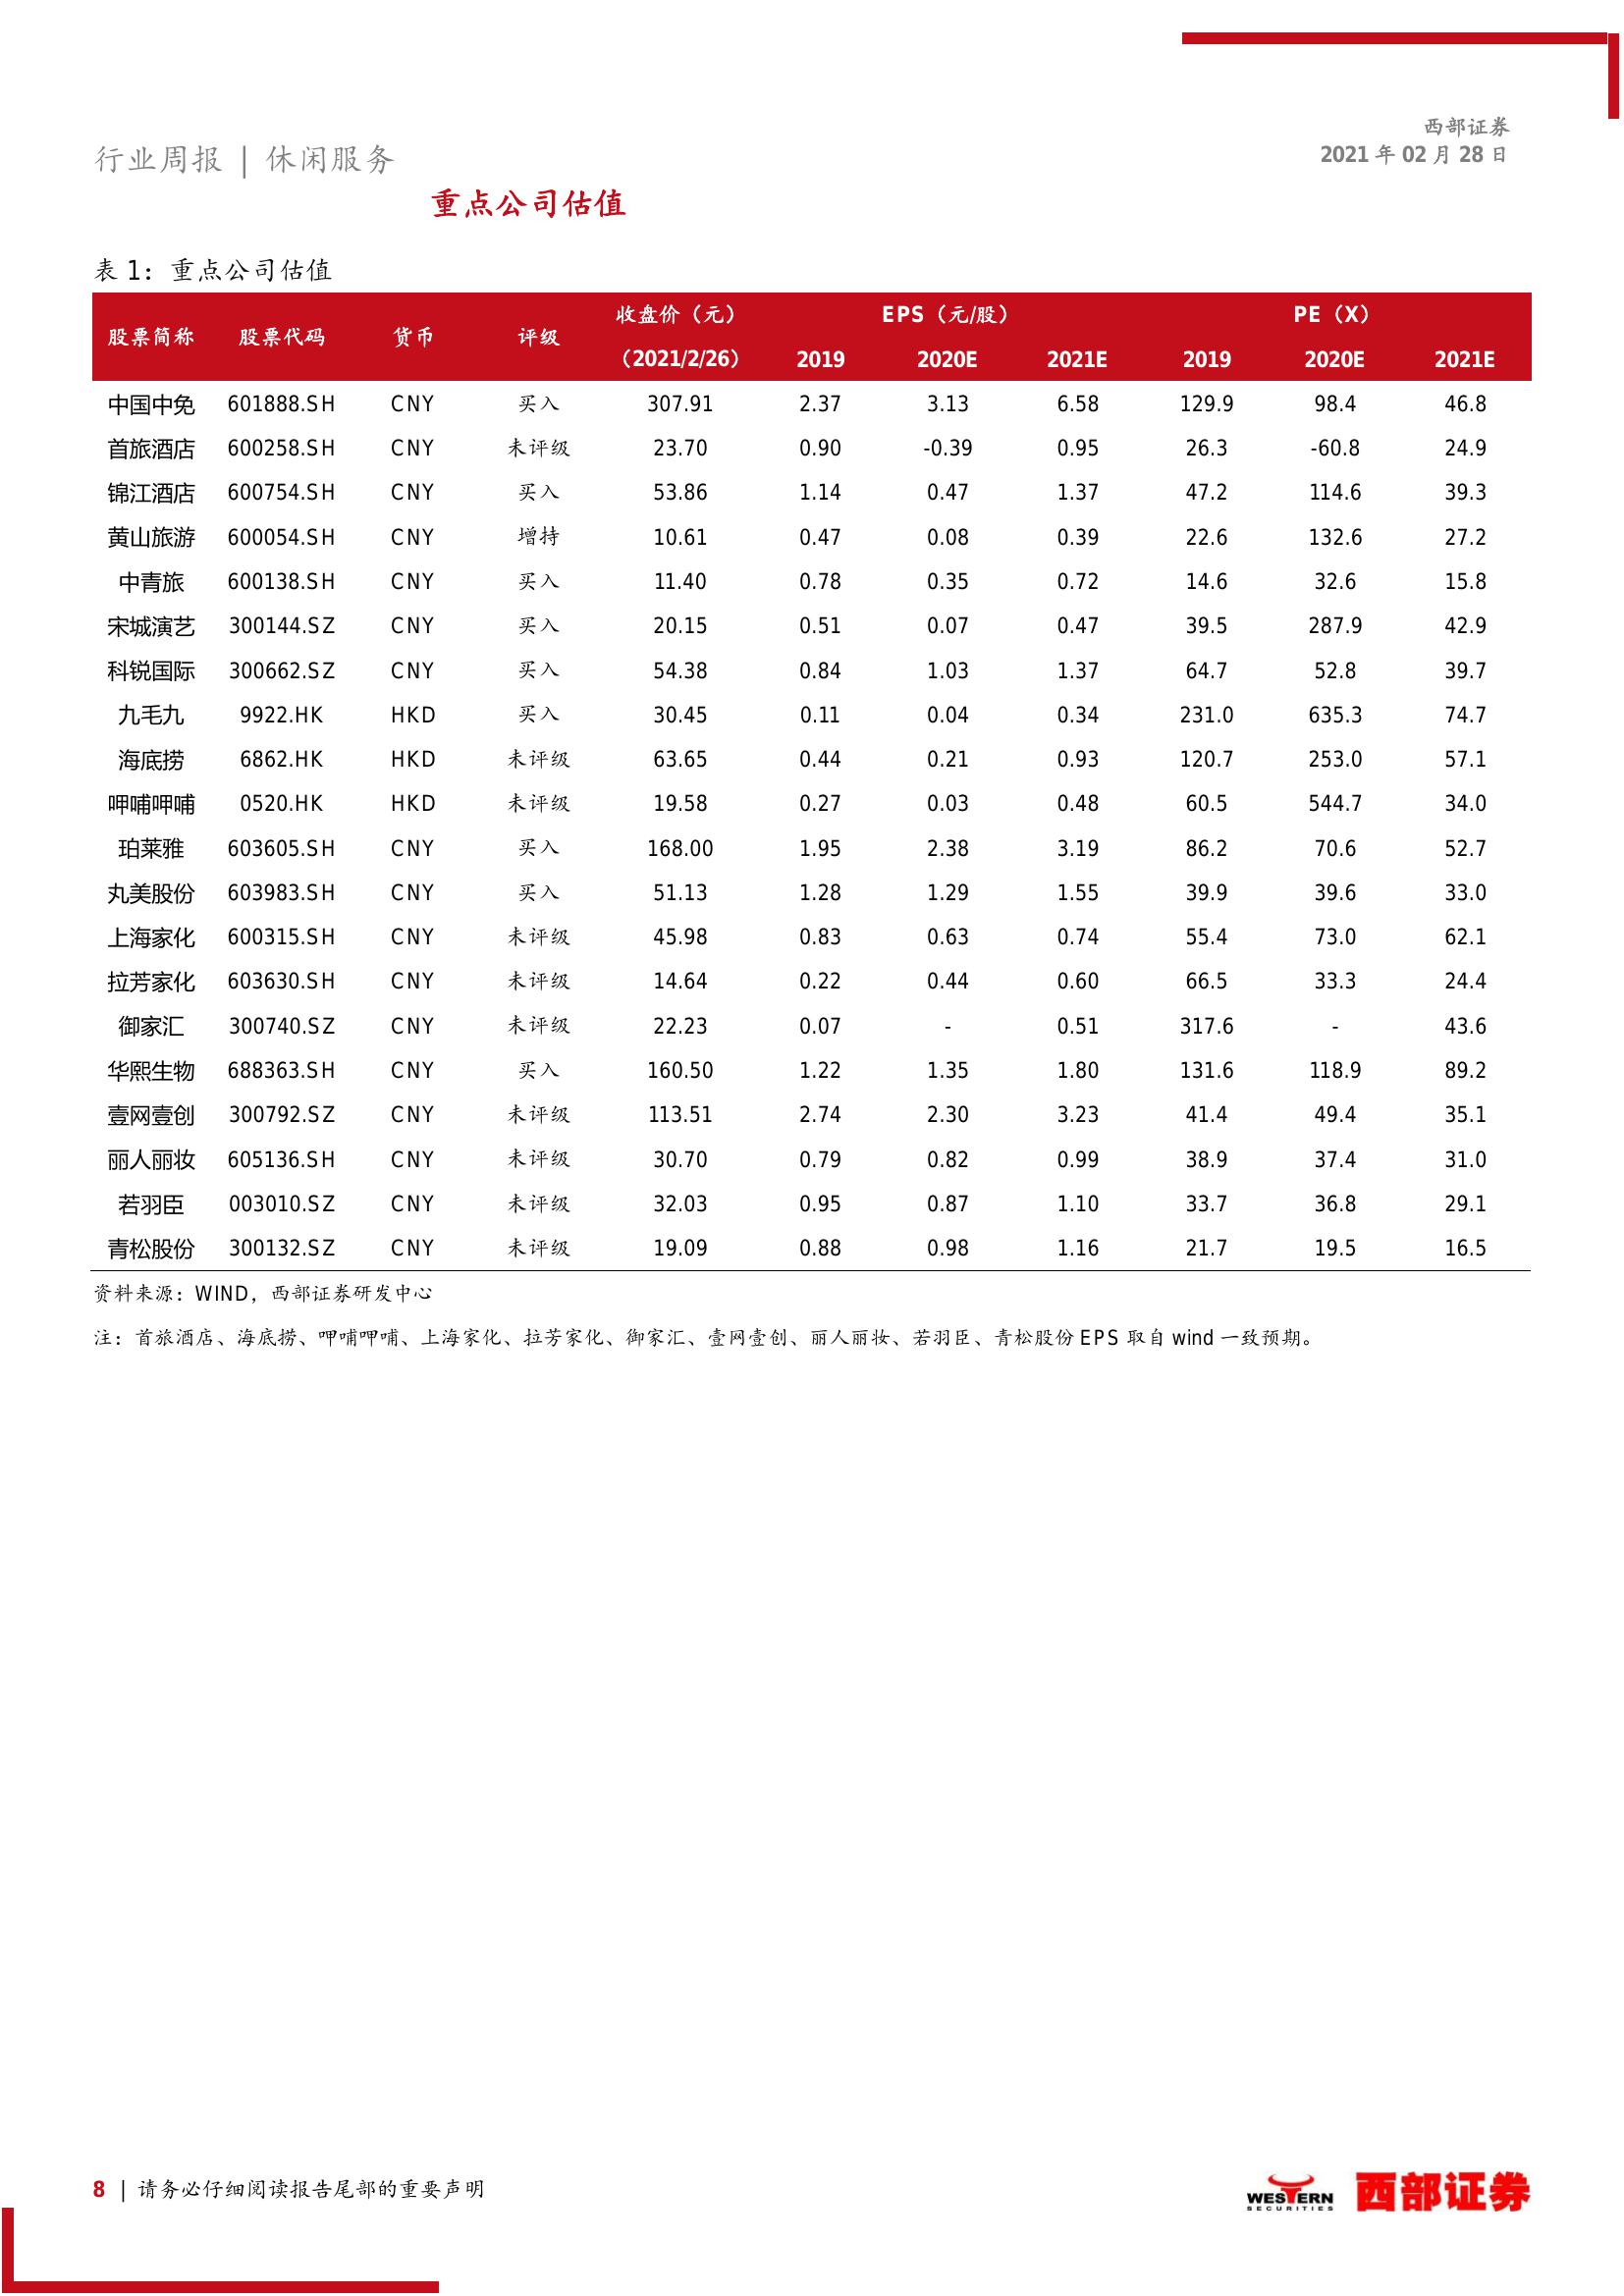 西部证券
行业周报 | 休闲服务
2021 年 02 月 28 日
重点公司估值
表 1：重点公司估值
股票简称 股票代码 货币 评级 收盘价（元） EPS（元/股） PE（X）
（2021/2/26） 2019 2020E 2021E 2019 2020E 2021E
中国中免 601888.SH CNY 买入 307.91 2.37 3.13 6.58 129.9 98.4 46.8
首旅酒店 600258.SH CNY 未评级 23.70 0.90 -0.39 0.95 26.3 -60.8 24.9
锦江酒店 600754.SH CNY 买入 53.86 1.14 0.47 1.37 47.2 114.6 39.3
黄山旅游 600054.SH CNY 增持 10.61 0.47 0.08 0.39 22.6 132.6 27.2
中青旅 600138.SH CNY 买入 11.40 0.78 0.35 0.72 14.6 32.6 15.8
宋城演艺 300144.SZ CNY 买入 20.15 0.51 0.07 0.47 39.5 287.9 42.9
科锐国际 300662.SZ CNY 买入 54.38 0.84 1.03 1.37 64.7 52.8 39.7
九毛九 9922.HK HKD 买入 30.45 0.11 0.04 0.34 231.0 635.3 74.7
海底捞 6862.HK HKD 未评级 63.65 0.44 0.21 0.93 120.7 253.0 57.1
呷哺呷哺 0520.HK HKD 未评级 19.58 0.27 0.03 0.48 60.5 544.7 34.0
珀莱雅 603605.SH CNY 买入 168.00 1.95 2.38 3.19 86.2 70.6 52.7
丸美股份 603983.SH CNY 买入 51.13 1.28 1.29 1.55 39.9 39.6 33.0
上海家化 600315.SH CNY 未评级 45.98 0.83 0.63 0.74 55.4 73.0 62.1
拉芳家化 603630.SH CNY 未评级 14.64 0.22 0.44 0.60 66.5 33.3 24.4
御家汇 300740.SZ CNY 未评级 22.23 0.07 - 0.51 317.6 - 43.6
华熙生物 688363.SH CNY 买入 160.50 1.22 1.35 1.80 131.6 118.9 89.2
壹网壹创 300792.SZ CNY 未评级 113.51 2.74 2.30 3.23 41.4 49.4 35.1
丽人丽妆 605136.SH CNY 未评级 30.70 0.79 0.82 0.99 38.9 37.4 31.0
若羽臣 003010.SZ CNY 未评级 32.03 0.95 0.87 1.10 33.7 36.8 29.1
青松股份 300132.SZ CNY 未评级 19.09 0.88 0.98 1.16 21.7 19.5 16.5
资料来源：WIND，西部证券研发中心
注：首旅酒店、海底捞、呷哺呷哺、上海家化、拉芳家化、御家汇、壹网壹创、丽人丽妆、若羽臣、青松股份 EPS 取自 wind 一致预期。
8 | 请务必仔细阅读报告尾部的重要声明
WESTERN
SECURITIES
西部证券